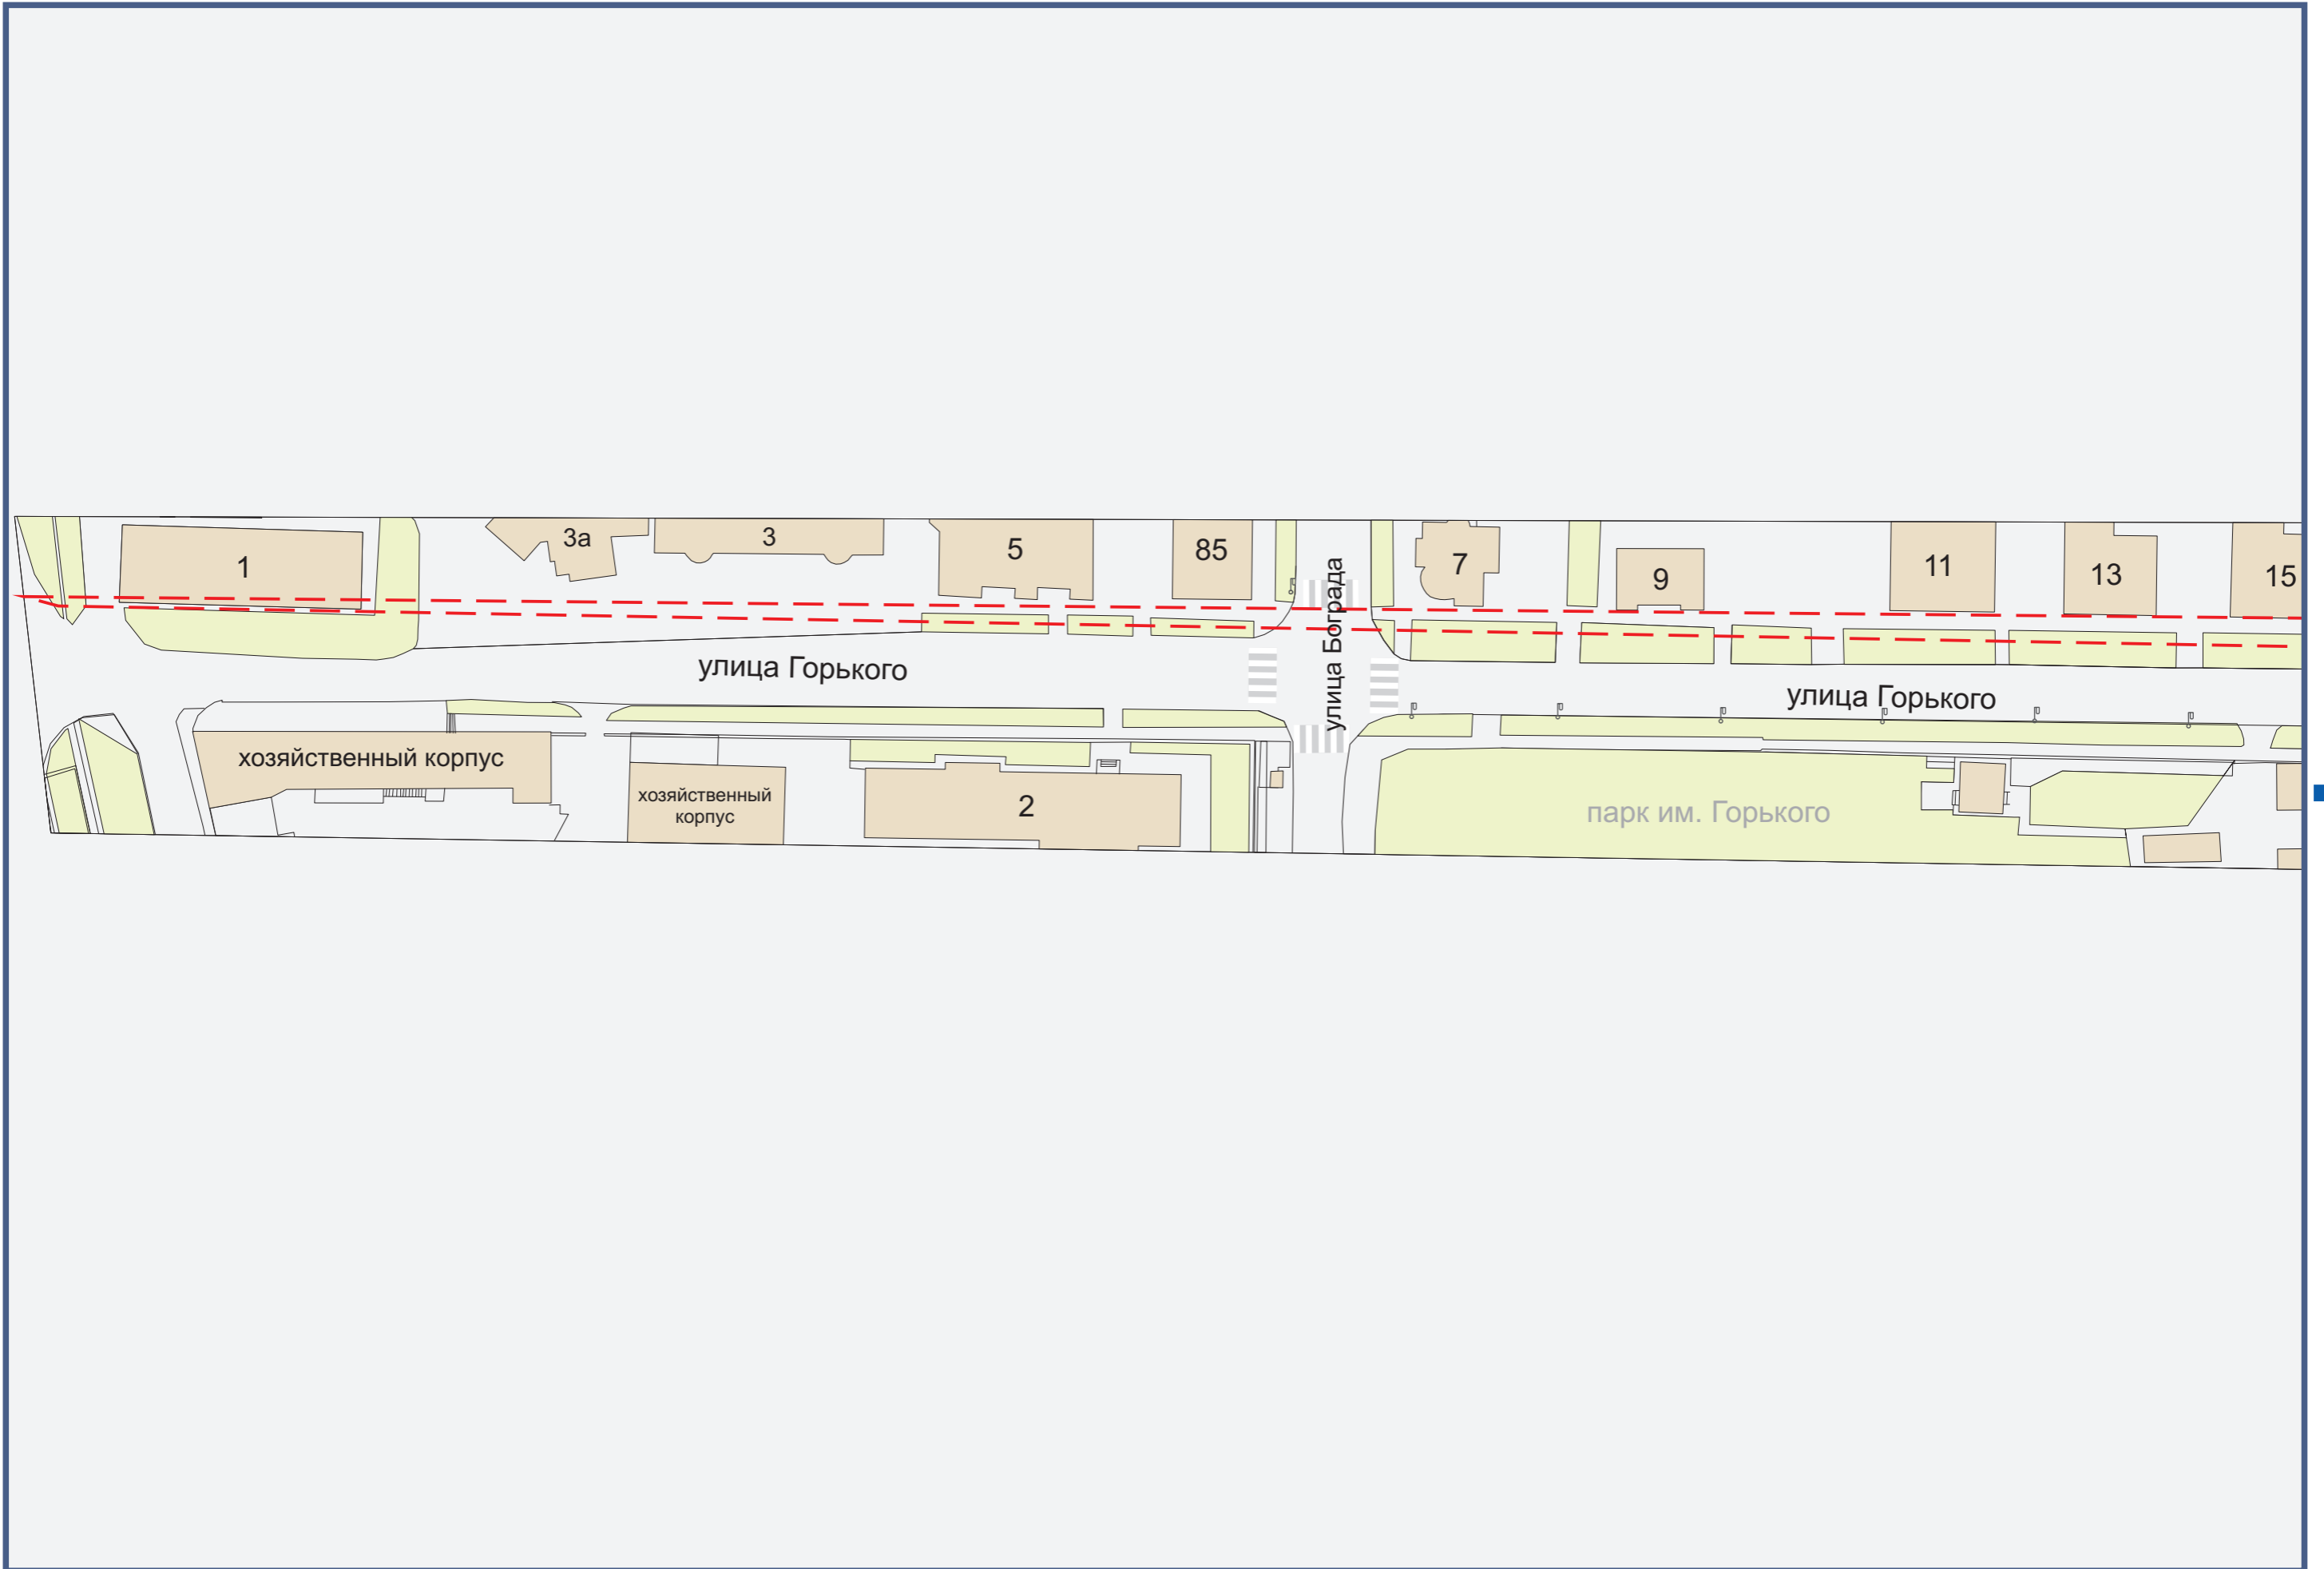 1
3а
3
5
85
7
9
11
13
15
улица Горького
улица Бограда
улица Горького
хозяйственный корпус
хозяйственный
корпус
2
парк им. Горького